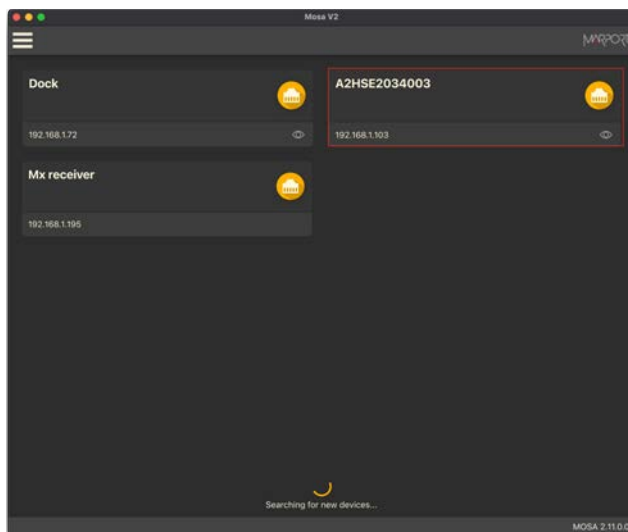 Mosa V2
MARPORT
Dock
192.168.1.72
A2HSE2034003
192.168.1.103
Mx receiver
192.168.1.195
Searching for new devices...
MOSA 2.11.0.0